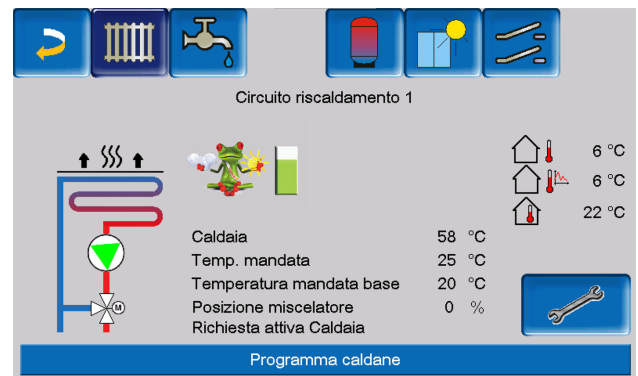 Circuito riscaldamento 1
6 °C
6 °C
22 °C
Caldaia 58 °C
Temp. mandata 25 °C
Temperatura mandata base 20 °C
Posizione miscelatore 0 %
Richiesta attiva Caldaia
M
Programma caldane